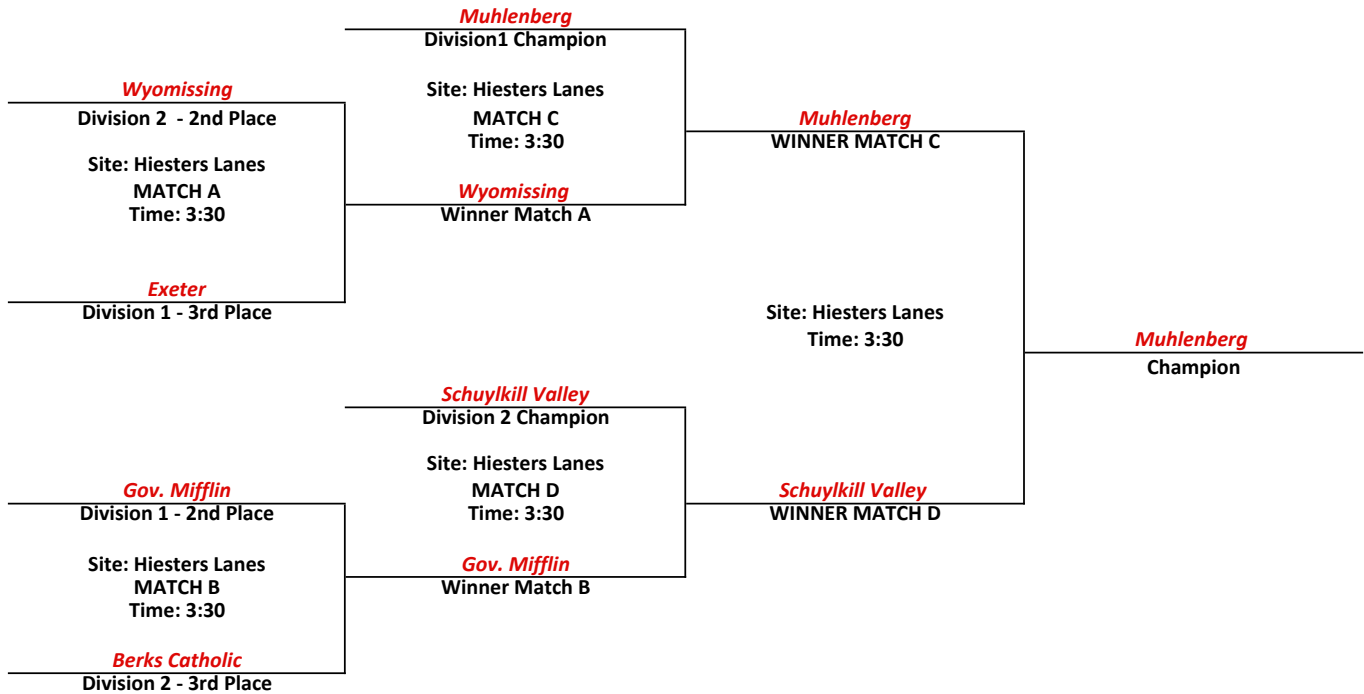 Muhlenberg
Division1 Champion
Wyomissing
Division 2 - 2nd Place
Site: Hiesters Lanes
MATCH A
Time: 3:30
Exeter
Division 1 - 3rd Place
Site: Hiesters Lanes
MATCH C
Time: 3:30
Wyomissing
Winner Match A
Muhlenberg
WINNER MATCH C
Site: Hiesters Lanes
Time: 3:30
Muhlenberg
Champion
Schuylkill Valley
Division 2 Champion
Site: Hiesters Lanes
MATCH D
Time: 3:30
Schuylkill Valley
WINNER MATCH D
Gov. Mifflin
Division 1 - 2nd Place
Site: Hiesters Lanes
MATCH B
Time: 3:30
Gov. Mifflin
Winner Match B
Berks Catholic
Division 2 - 3rd Place